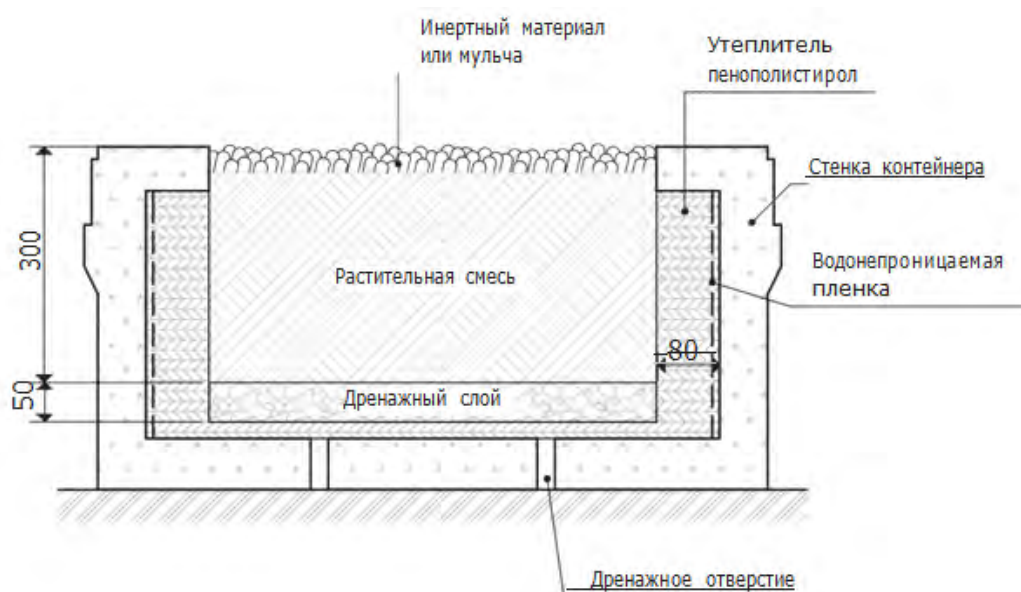 Инертный материал
или мульча
Утеплитель
пенополистирол
Стенка контейнера
300
Растительная смесь
Водонепроницаемая
пленка
80
50
Дренажный слой
Дренажное отверстие